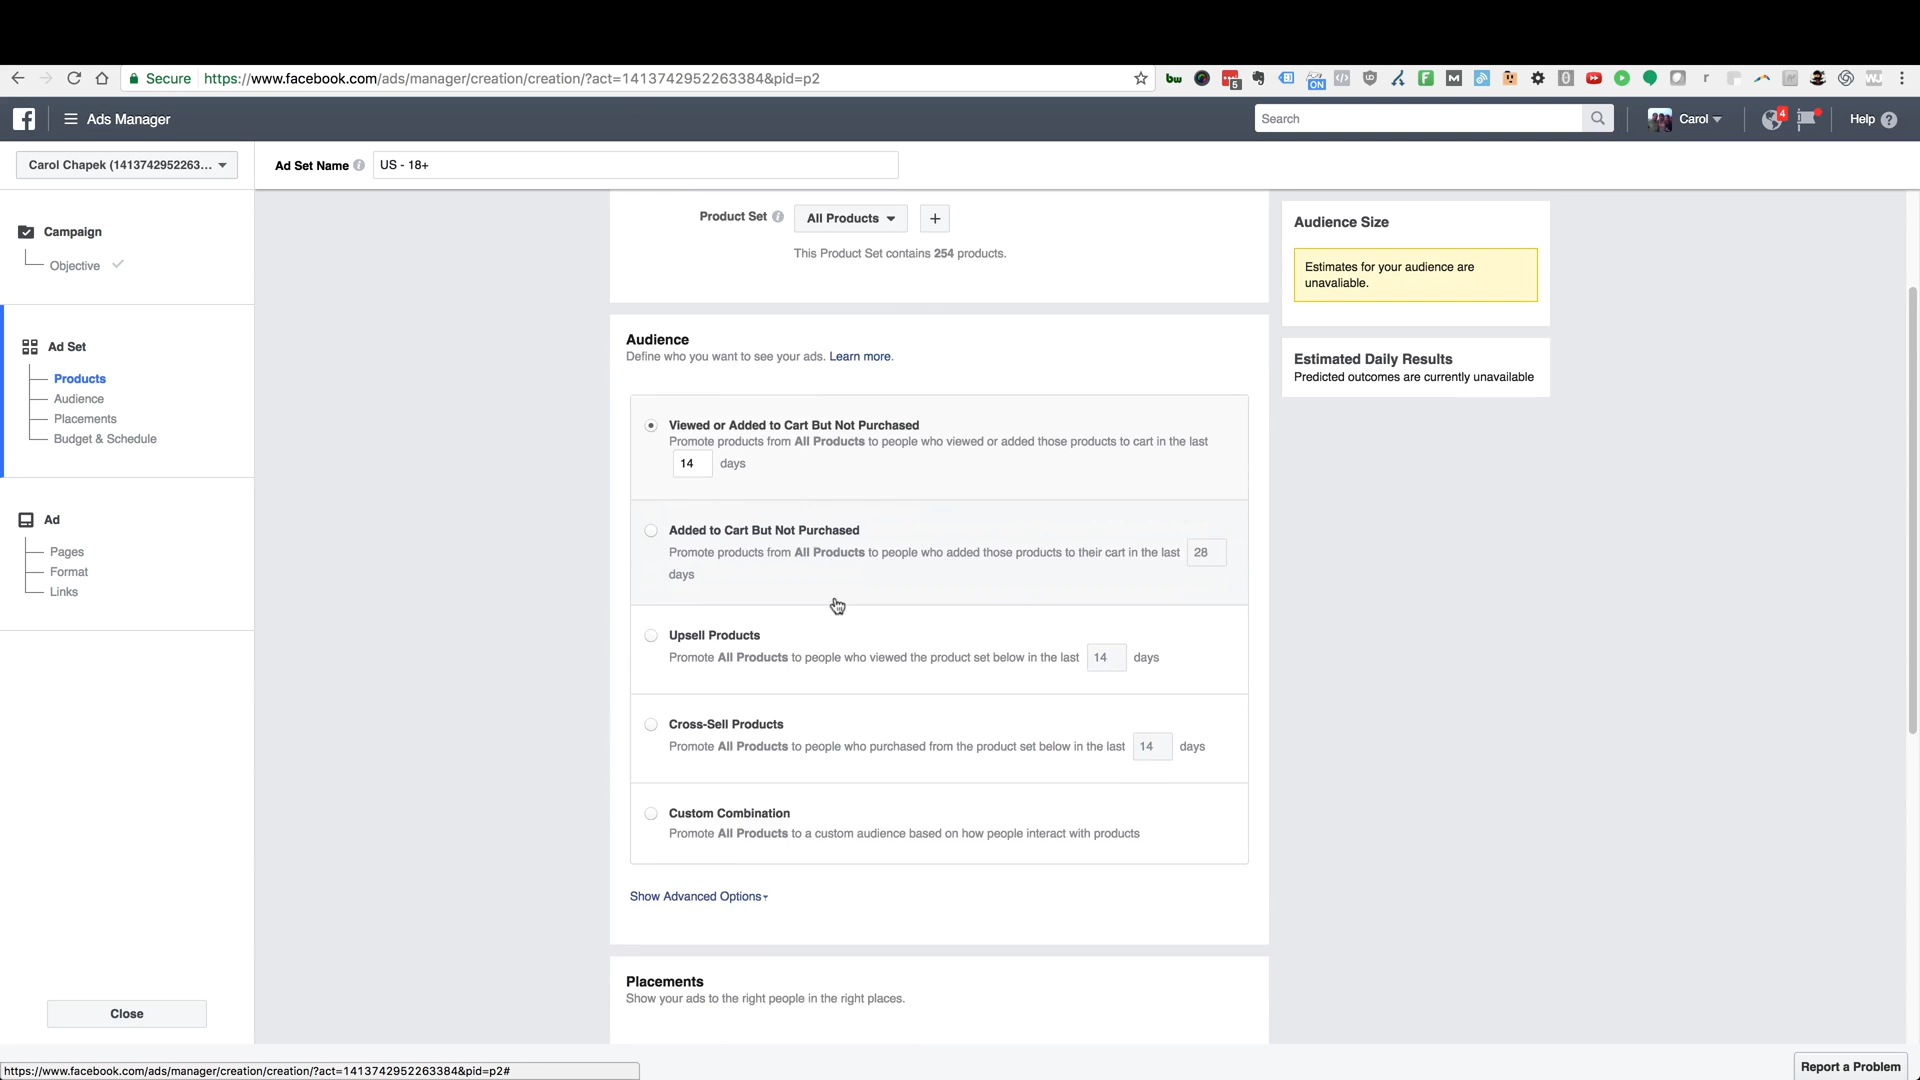 Secure https://www.facebook.com/ads/manager/creation/creation/?act=1413742952263384&pid=p2
bw
5
ON
Ads Manager
Search
Carol
4
Help ?
Carol Chapek (1413742952263...
Ad Set Name
US - 18+
Campaign
Objective
Ad Set
Products
Audience
Placements
Budget & Schedule
Ad
Pages
Format
Links
Close
Product Set
All Products
+
This Product Set contains 254 products.
Audience
Define who you want to see your ads. Learn more.
Viewed or Added to Cart But Not Purchased
Promote products from All Products to people who viewed or added those products to cart in the last
14 days
Added to Cart But Not Purchased
Promote products from All Products to people who added those products to their cart in the last 28
days
Upsell Products
Promote All Products to people who viewed the product set below in the last 14 days
Cross-Sell Products
Promote All Products to people who purchased from the product set below in the last 14 days
Custom Combination
Promote All Products to a custom audience based on how people interact with products
Show Advanced Options
Placements
Show your ads to the right people in the right places.
Audience Size
Estimates for your audience are
unavaliable.
Estimated Daily Results
Predicted outcomes are currently unavailable
https://www.facebook.com/ads/manager/creation/creation/?act=1413742952263384&pid=p2#
Report a Problem